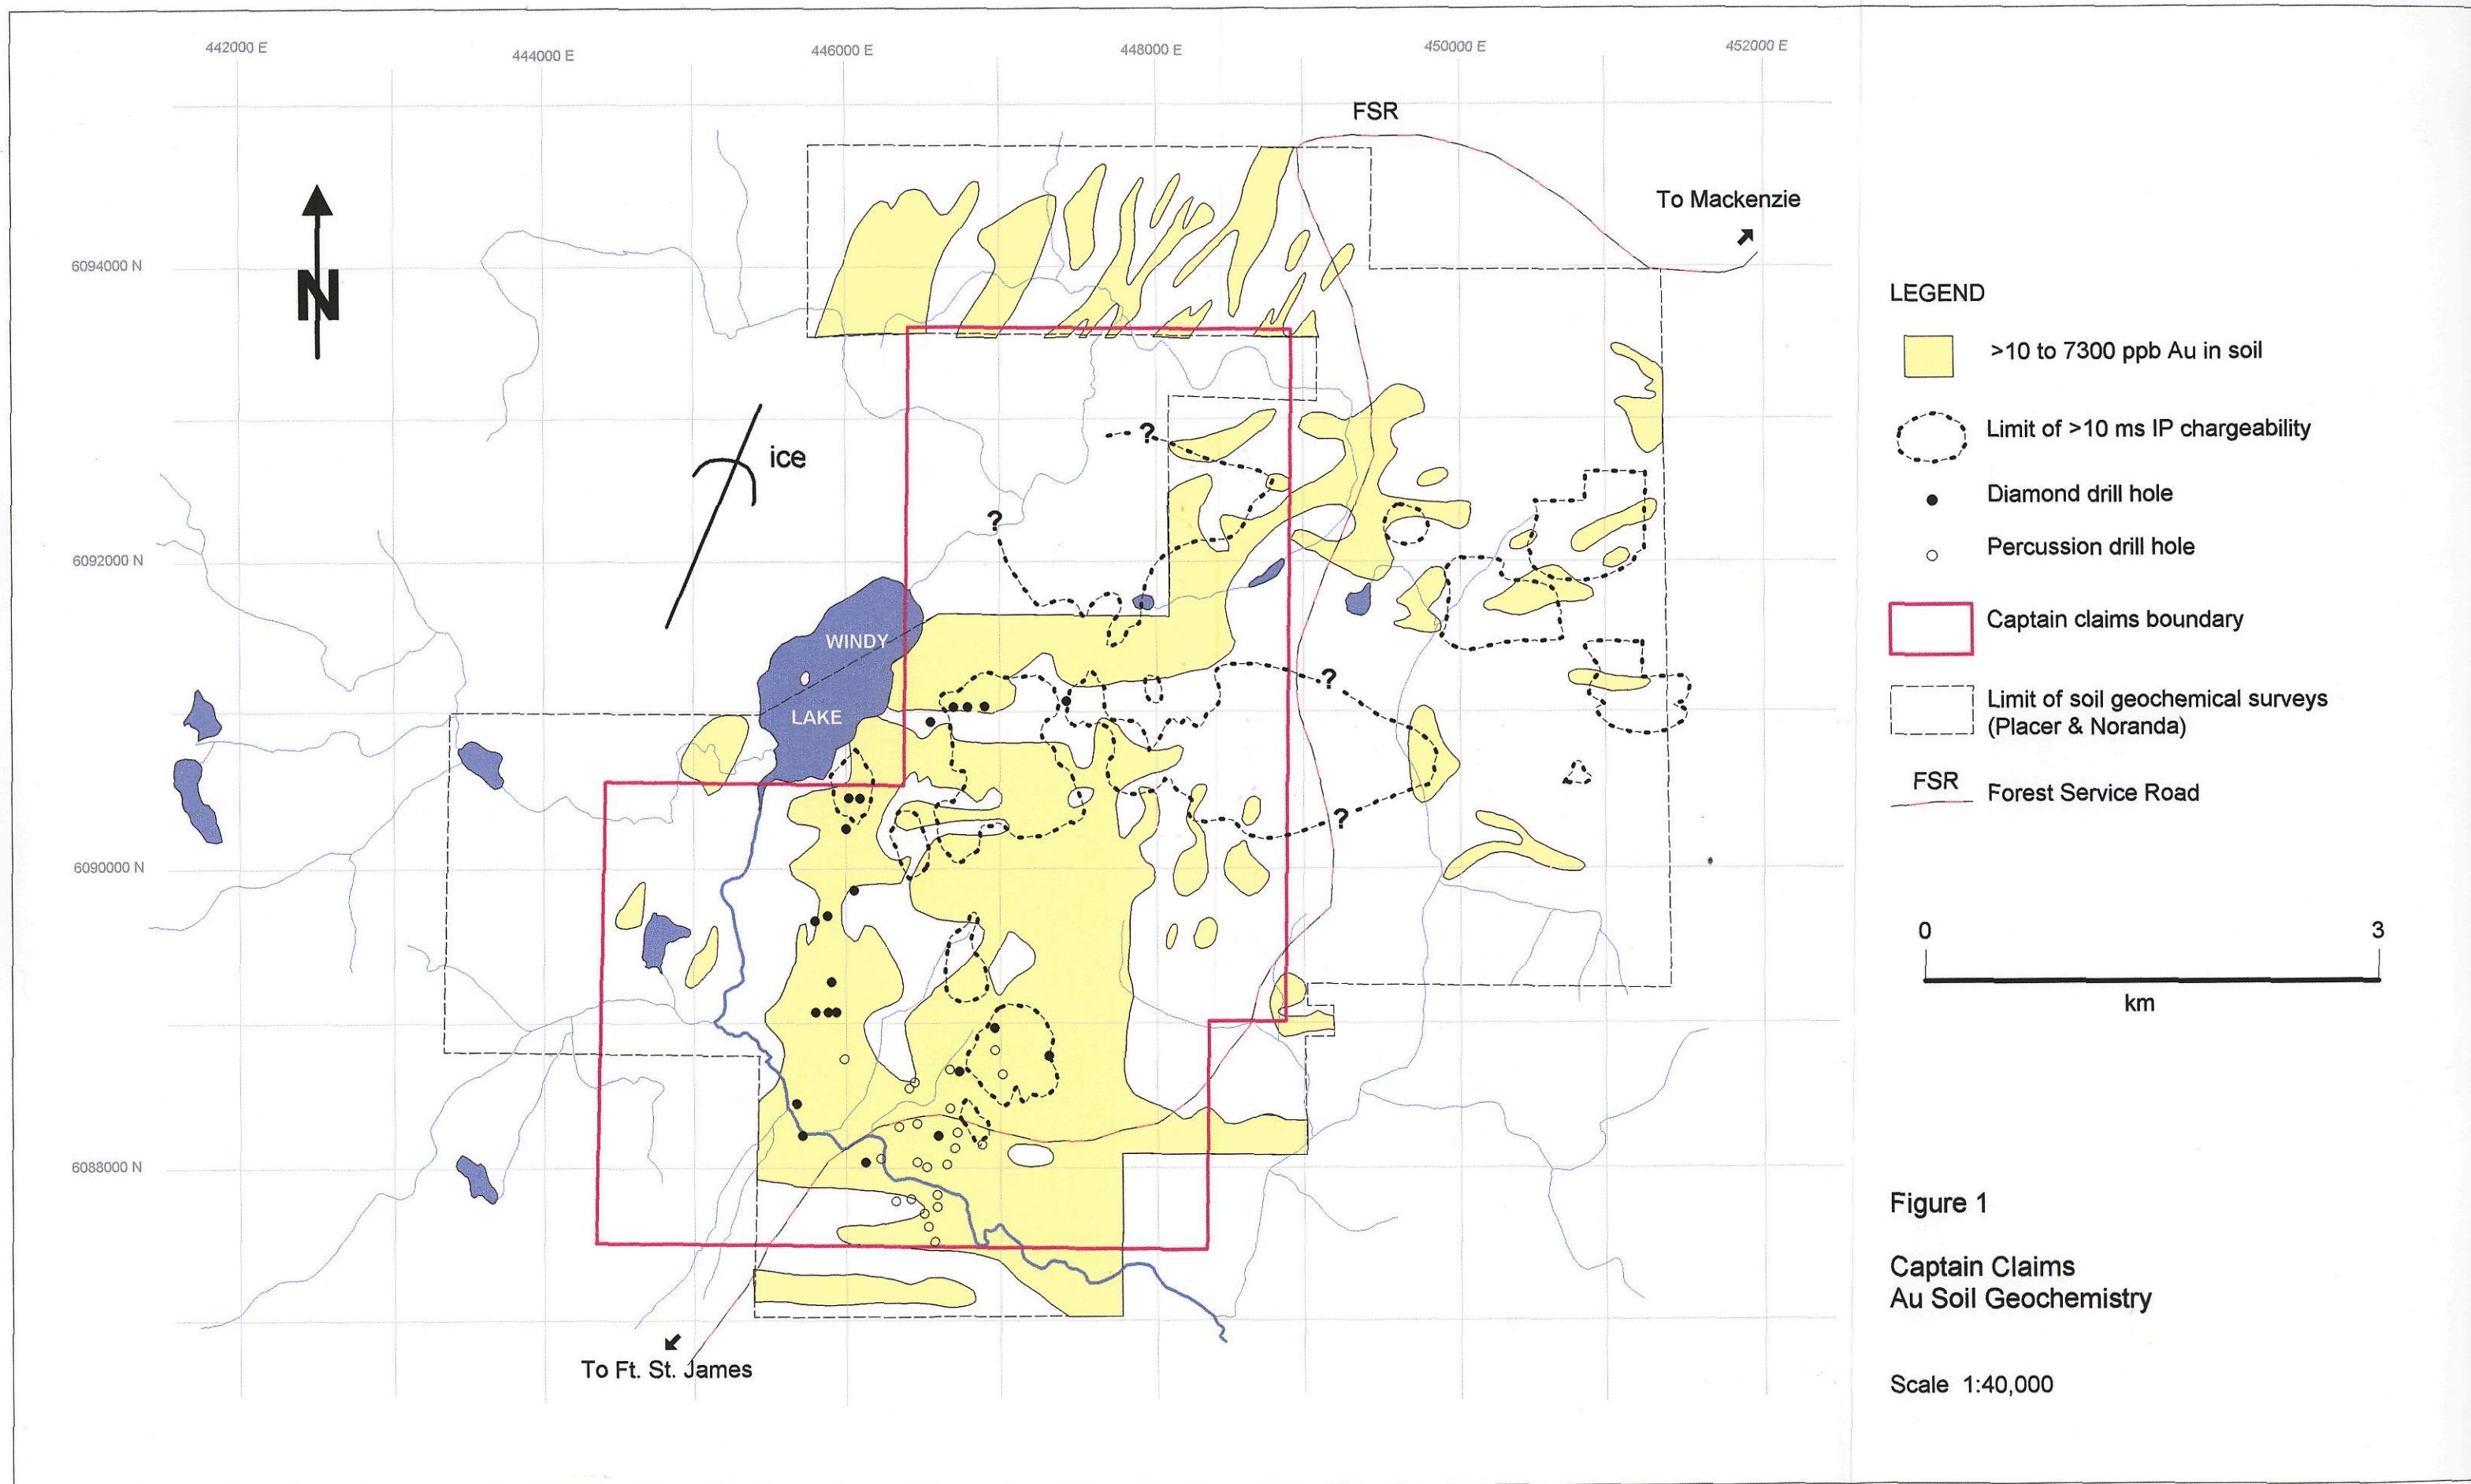 442000 E
444000 E
446000 E
448000 E
450000 E
452000 E
FSR
To Mackenzie
6094000 N
N
LEGEND
>10 to 7300 ppb Au in soil
Limit of >10 ms IP chargeability
Diamond drill hole
Percussion drill hole
Captain claims boundary
Limit of soil geochemical surveys
(Placer & Noranda)
FSR
Forest Service Road
ice
?
?
6092000 N
WINDY
LAKE
?
?
6090000 N
0
3
km
6088000 N
To Ft. St. James
Figure 1
Captain Claims
Au Soil Geochemistry
Scale 1:40,000